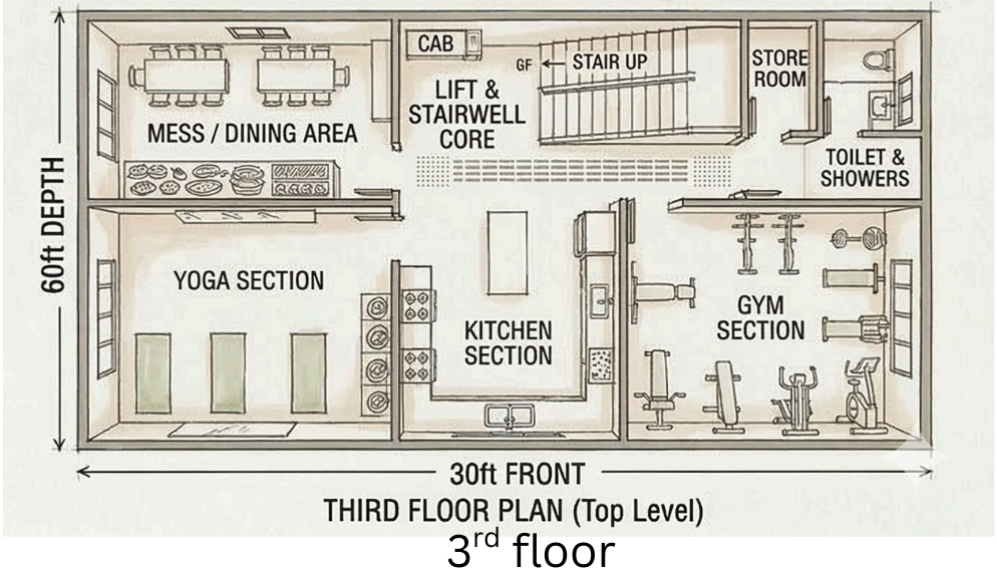 CAB
GF
STAIR UP
STORE
ROOM
LIFT &
STAIRWELL
CORE
MESS / DINING AREA
TOILET &
SHOWERS
60ft DEPTH
YOGA SECTION
KITCHEN
SECTION
GYM
SECTION
30ft FRONT
THIRD FLOOR PLAN (Top Level)
3rd floor